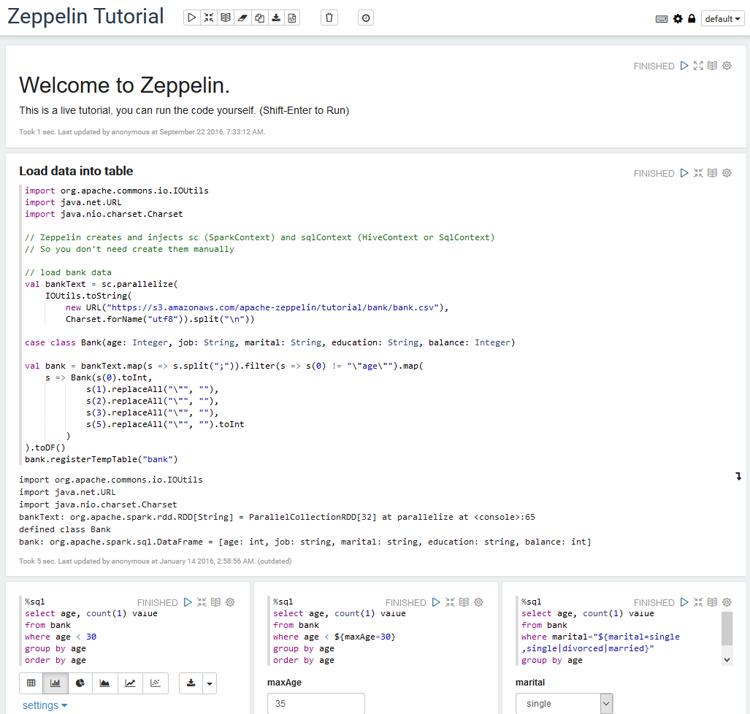 Zeppelin Tutorial
default
FINISHED
Welcome to Zeppelin.
This is a live tutorial, you can run the code yourself. (Shift-Enter to Run)
Took 1 sec. Last updated by anonymous at September 22 2016, 7:33:12 AM.
Load data into table
FINISHED
import org.apache.commons.io.IOUtils
import java.net.URL
import java.nio.charset.Charset
// Zeppelin creates and injects sc (SparkContext) and sqlContext (HiveContext or SqlContext)
// So you don't need create them manually
// load bank data
val bankText = sc.parallelize(
    IOUtils.toString(
        new URL("https://s3.amazonaws.com/apache-zeppelin/tutorial/bank/bank.csv"),
        Charset.forName("utf8")).split("\n"))
case class Bank(age: Integer, job: String, marital: String, education: String, balance: Integer)
val bank = bankText.map(s => s.split(";")).filter(s => s(0) != "\"age\"").map(
    s => Bank(s(0).toInt,
            s(1).replaceAll("\"", ""),
            s(2).replaceAll("\"", ""),
            s(3).replaceAll("\"", ""),
            s(5).replaceAll("\"", "").toInt
        )
).toDF()
bank.registerTempTable("bank")
import org.apache.commons.io.IOUtils
import java.net.URL
import java.nio.charset.Charset
bankText: org.apache.spark.rdd.RDD[String] = ParallelCollectionRDD[32] at parallelize at <console>:65
defined class Bank
bank: org.apache.spark.sql.DataFrame = [age: int, job: string, marital: string, education: string, balance: int]
Took 5 sec. Last updated by anonymous at January 14 2016, 2:58:56 AM. (outdated)
%sql
FINISHED
select age, count(1) value
from bank
where age < 30
group by age
order by age
settings
%sql
FINISHED
select age, count(1) value
from bank
where age < ${maxAge=30}
group by age
order by age
maxAge
35
%sql
FINISHED
select age, count(1) value
from bank
where marital="${marital=single
,single|divorced|married}"
group by age
marital
single